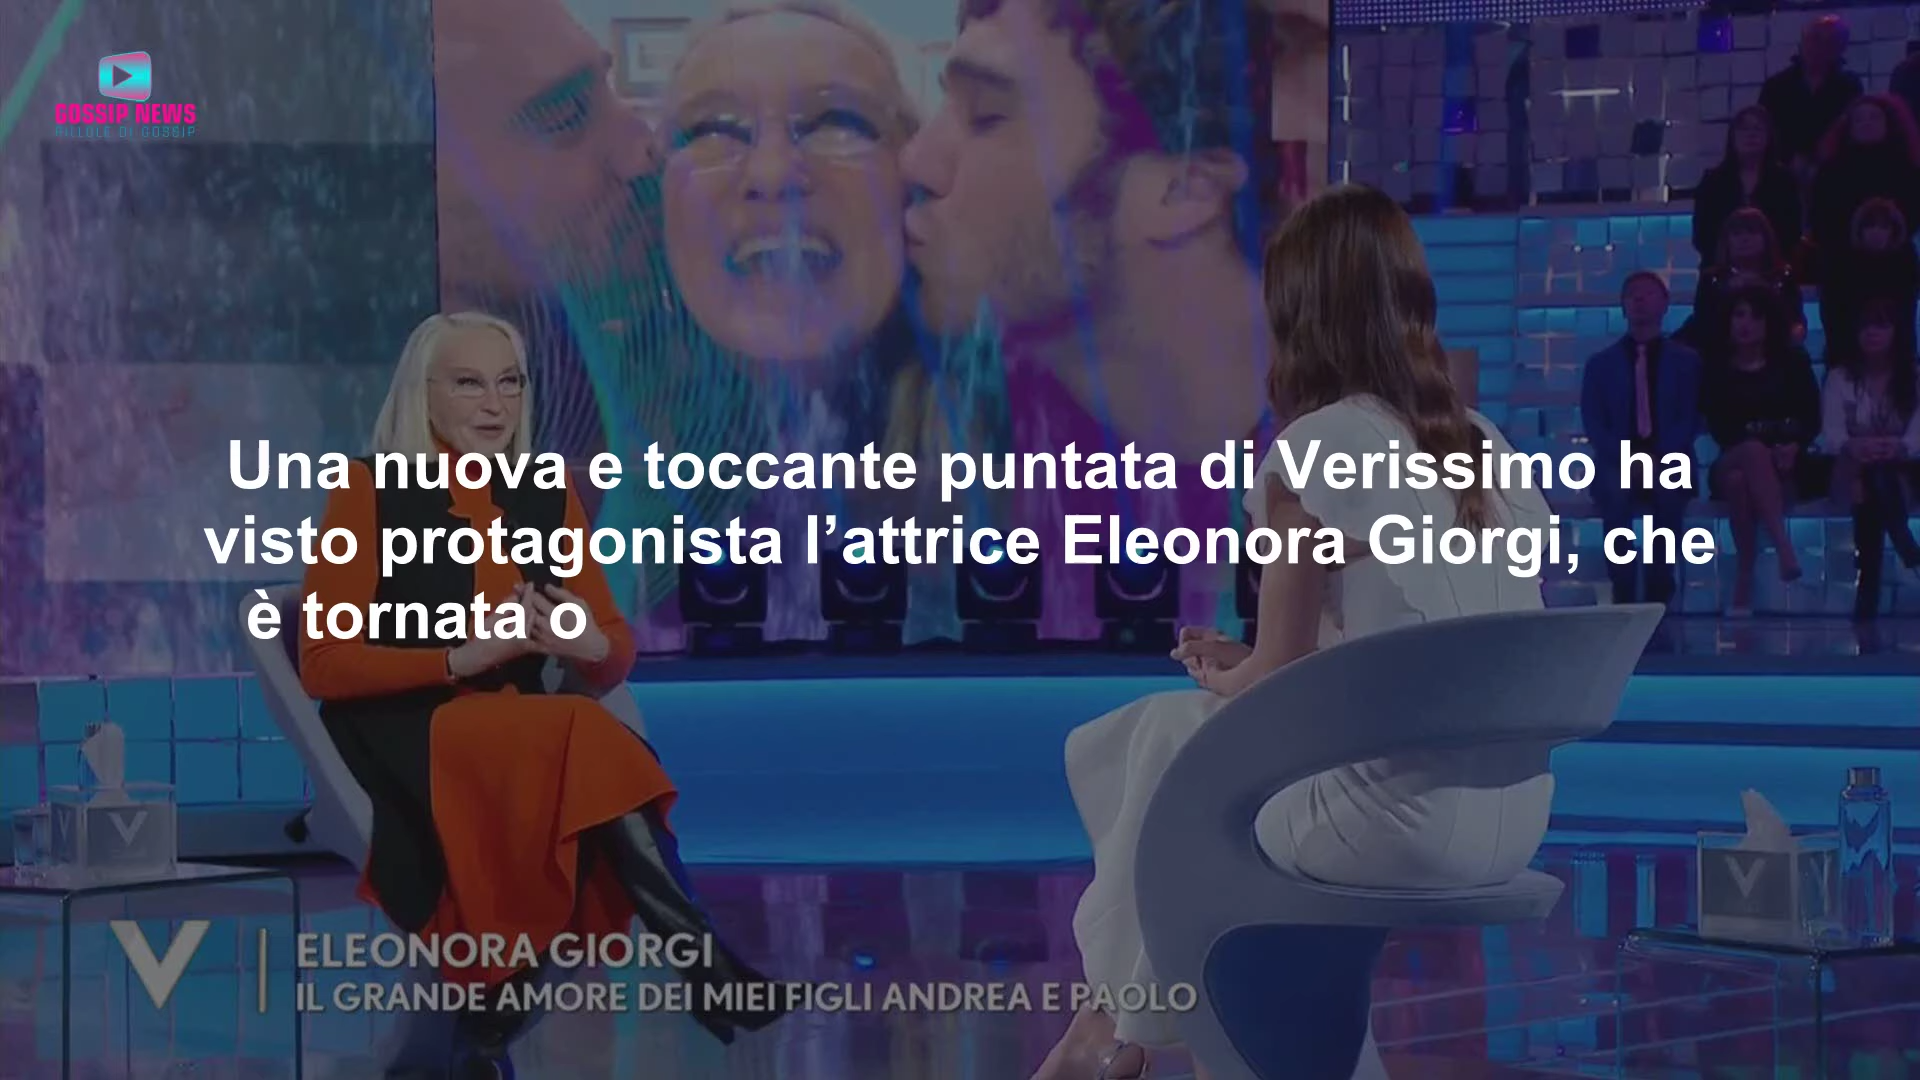 GOSSIP NEWS
PILLOLE DI GOSSIP
Una nuova e toccante puntata di Verissimo ha
visto protagonista l’attrice Eleonora Giorgi, che
è tornata o
V
V
V
ELEONORA GIORGI
IL GRANDE AMORE DEI MIEI FIGLI ANDREA E PAOLO